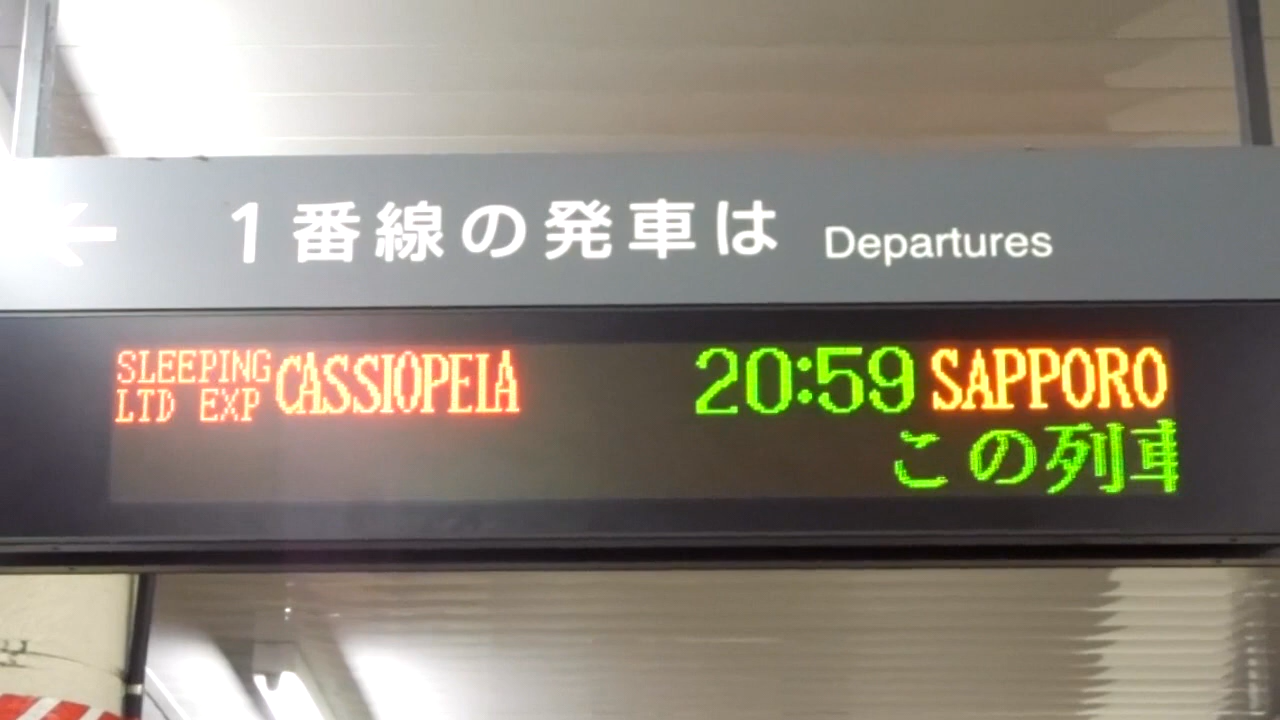 ← 1番線の発車は Departures
SLEEPING LTD EXP CASSIOPEIA 20:59 SAPPORO
この列車